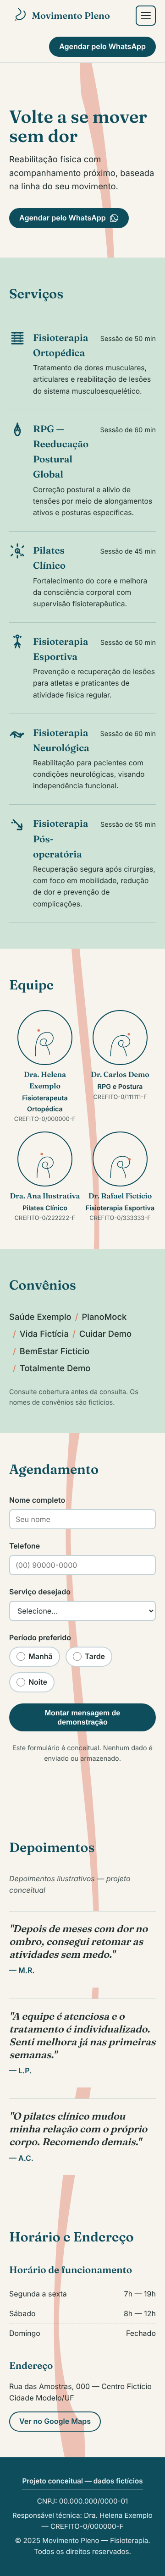 Movimento Pleno
Agendar pelo WhatsApp
Volte a se mover
sem dor
Reabilitação física com
acompanhamento próximo, baseada
na linha do seu movimento.
Agendar pelo WhatsApp
Serviços
Fisioterapia
Ortopédica
Sessão de 50 min
Tratamento de dores musculares,
articulares e reabilitação de lesões
do sistema musculoesquelético.
RPG —
Reeducação
Postural
Global
Sessão de 60 min
Correção postural e alívio de
tensões por meio de alongamentos
ativos e posturas específicas.
Pilates
Clínico
Sessão de 45 min
Fortalecimento do core e melhora
da consciência corporal com
supervisão fisioterapêutica.
Fisioterapia
Esportiva
Sessão de 50 min
Prevenção e recuperação de lesões
para atletas e praticantes de
atividade física regular.
Fisioterapia
Neurológica
Sessão de 60 min
Reabilitação para pacientes com
condições neurológicas, visando
independência funcional.
Fisioterapia
Pós-
operatória
Sessão de 55 min
Recuperação segura após cirurgias,
com foco em mobilidade, redução
de dor e prevenção de
complicações.
Equipe
Dra. Helena
Exemplo
Fisioterapeuta
Ortopédica
CREFITO-0/000000-F
Dr. Carlos Demo
RPG e Postura
CREFITO-0/111111-F
Dra. Ana Ilustrativa
Pilates Clínico
CREFITO-0/222222-F
Dr. Rafael Fictício
Fisioterapia Esportiva
CREFITO-0/333333-F
Convênios
Saúde Exemplo / PlanoMock
/ Vida Fictícia / Cuidar Demo
/ BemEstar Fictício
/ Totalmente Demo
Consulte cobertura antes da consulta. Os
nomes de convênios são fictícios.
Agendamento
Nome completo
Seu nome
Telefone
(00) 90000-0000
Serviço desejado
Selecione...
Período preferido
Manhã
Tarde
Noite
Montar mensagem de
demonstração
Este formulário é conceitual. Nenhum dado é
enviado ou armazenado.
Depoimentos
Depoimentos ilustrativos — projeto
conceitual
"Depois de meses com dor no
ombro, consegui retomar as
atividades sem medo."
— M.R.
"A equipe é atenciosa e o
tratamento é individualizado.
Senti melhora já nas primeiras
semanas."
— L.P.
"O pilates clínico mudou
minha relação com o próprio
corpo. Recomendo demais."
— A.C.
Horário e Endereço
Horário de funcionamento
Segunda a sexta 7h — 19h
Sábado 8h — 12h
Domingo Fechado
Endereço
Rua das Amostras, 000 — Centro Fictício
Cidade Modelo/UF
Ver no Google Maps
Projeto conceitual — dados fictícios
CNPJ: 00.000.000/0000-01
Responsável técnica: Dra. Helena Exemplo
— CREFITO-0/000000-F
© 2025 Movimento Pleno — Fisioterapia.
Todos os direitos reservados.